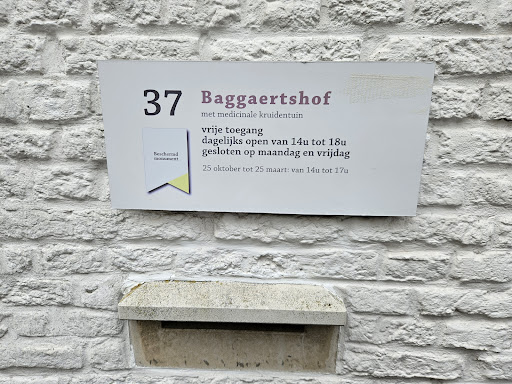 37
Baggaertshof
met medicinale kruidentuin
vrije toegang
dagelijks open van 14u tot 18u
gesloten op maandag en vrijdag
25 oktober tot 25 maart: van 14u tot 17u
Beschermd
monument